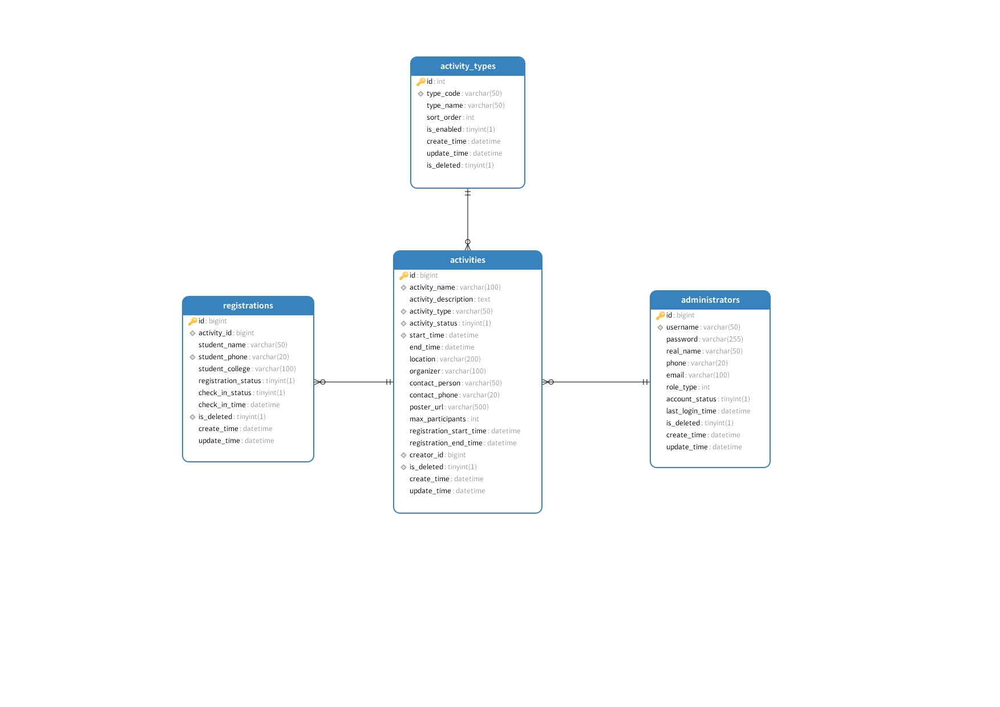 activity_types
id : int
type_code : varchar(50)
type_name : varchar(50)
sort_order : int
is_enabled : tinyint(1)
create_time : datetime
update_time : datetime
is_deleted : tinyint(1)
activities
id : bigint
activity_name : varchar(100)
activity_description : text
activity_type : varchar(50)
activity_status : tinyint(1)
start_time : datetime
end_time : datetime
location : varchar(200)
organizer : varchar(100)
contact_person : varchar(50)
contact_phone : varchar(20)
poster_url : varchar(500)
max_participants : int
registration_start_time : datetime
registration_end_time : datetime
creator_id : bigint
is_deleted : tinyint(1)
create_time : datetime
update_time : datetime
registrations
id : bigint
activity_id : bigint
student_name : varchar(50)
student_phone : varchar(20)
student_college : varchar(100)
registration_status : tinyint(1)
check_in_status : tinyint(1)
check_in_time : datetime
is_deleted : tinyint(1)
create_time : datetime
update_time : datetime
administrators
id : bigint
username : varchar(50)
password : varchar(255)
real_name : varchar(50)
phone : varchar(20)
email : varchar(100)
role_type : int
account_status : tinyint(1)
last_login_time : datetime
is_deleted : tinyint(1)
create_time : datetime
update_time : datetime